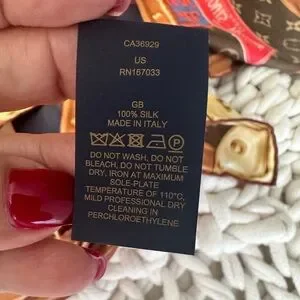 CA36929
US
RN167033
GB
100% SILK
MADE IN ITALY
DO NOT WASH, DO NOT
BLEACH, DO NOT TUMBLE
DRY, IRON AT MAXIMUM
SOLE-PLATE
TEMPERATURE OF 110°C,
MILD PROFESSIONAL DRY
CLEANING IN
PERCHLOROETHYLENE